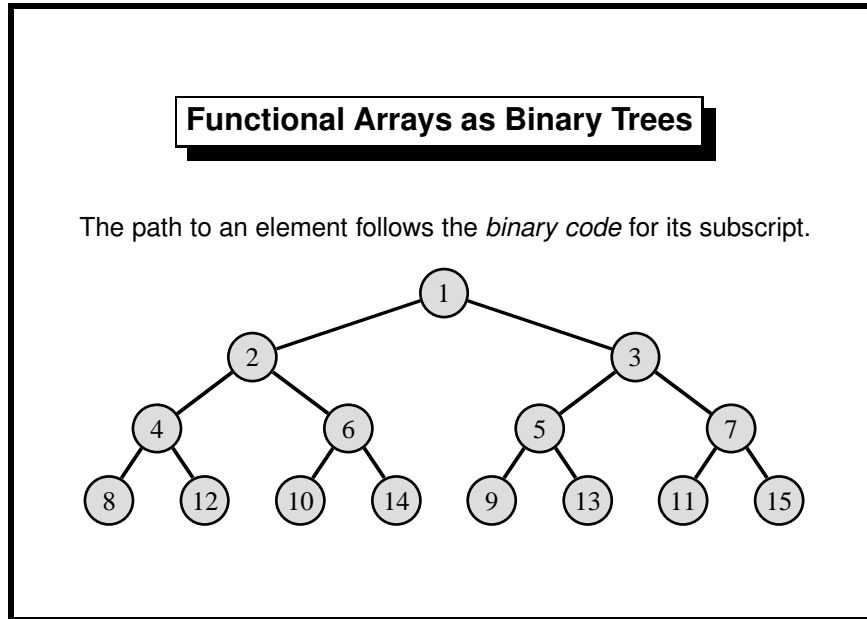 Functional Arrays as Binary Trees
The path to an element follows the binary code for its subscript.
1
2 3
4 6 5 7
8 12 10 14 9 13 11 15